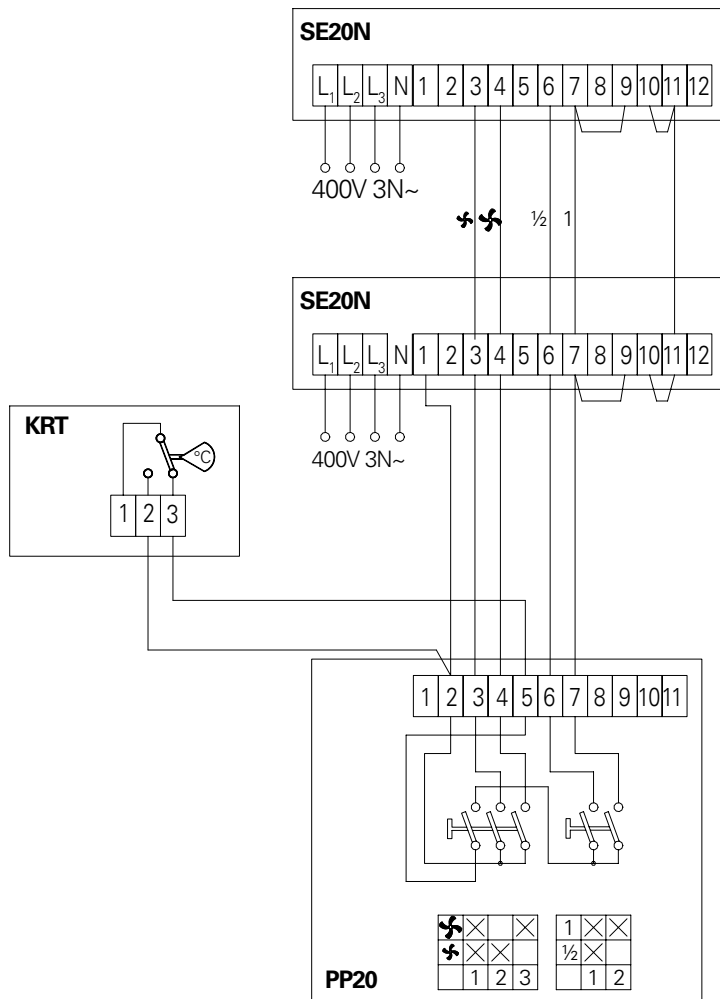 SE20N
L1 L2 L3 N 1 2 3 4 5 6 7 8 9 10 11 12
400V 3N~
½ 1
SE20N
L1 L2 L3 N 1 2 3 4 5 6 7 8 9 10 11 12
400V 3N~
KRT
°C
1 2 3
1 2 3 4 5 6 7 8 9 10 11
1
½
1 2 3 1 2
PP20